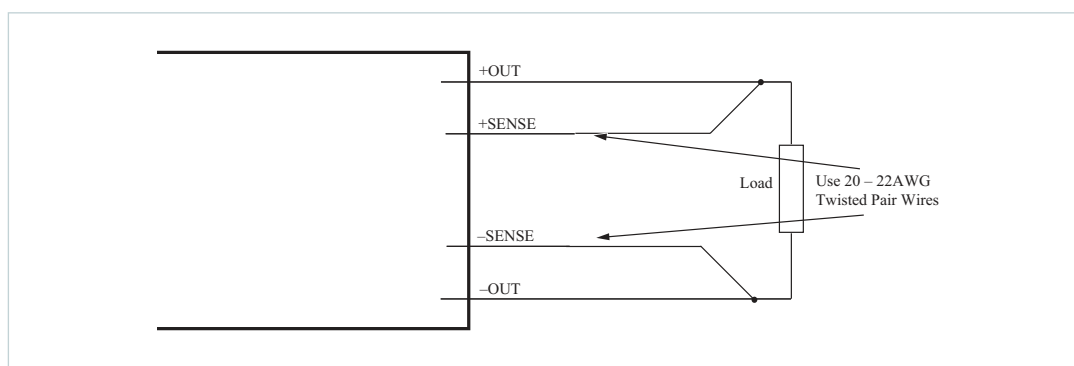 +OUT
+SENSE
Load
Use 20 – 22AWG
Twisted Pair Wires
–SENSE
–OUT